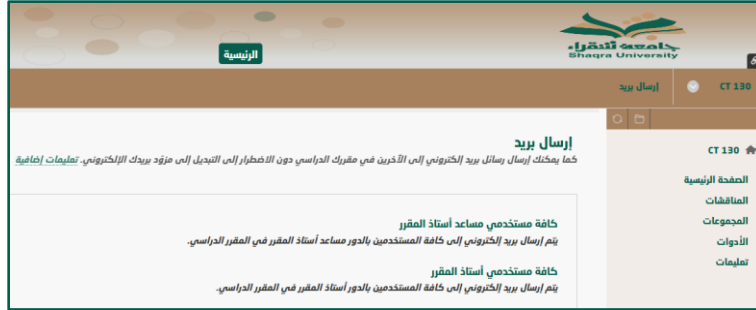 جامعة شقراء
Shaqra University
الرئيسية
CT 130
إرسال بريد
CT 130
الصفحة الرئيسية
المناقشات
المجموعات
الأدوات
تعليمات
إرسال بريد
كما يمكنك إرسال رسائل بريد إلكتروني إلى الآخرين في مقررك الدراسي دون الاضطرار إلى التبديل إلى مزوّد بريدك الإلكتروني. تعليمات إضافية
كافة مستخدمي مساعد أستاذ المقرر
يتم إرسال بريد إلكتروني إلى كافة المستخدمين بالدور مساعد أستاذ المقرر في المقرر الدراسي.
كافة مستخدمي أستاذ المقرر
يتم إرسال بريد إلكتروني إلى كافة المستخدمين بالدور أستاذ المقرر في المقرر الدراسي.